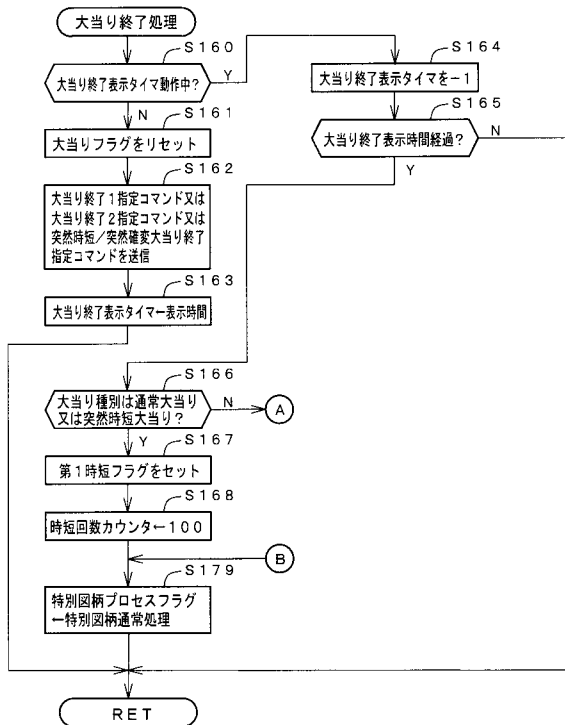 大当り終了処理
S160
大当り終了表示タイマ動作中?
Y
N
S161
大当りフラグをリセット
S162
大当り終了1指定コマンド又は
大当り終了2指定コマンド又は
突然時短/突然確変大当り終了
指定コマンドを送信
S163
大当り終了表示タイマ←表示時間
S164
大当り終了表示タイマを−1
S165
大当り終了表示時間経過?
N
Y
S166
大当り種別は通常大当り
又は突然時短大当り?
N
A
Y
S167
第1時短フラグをセット
S168
時短回数カウンタ←100
B
S179
特別図柄プロセスフラグ
←特別図柄通常処理
RET